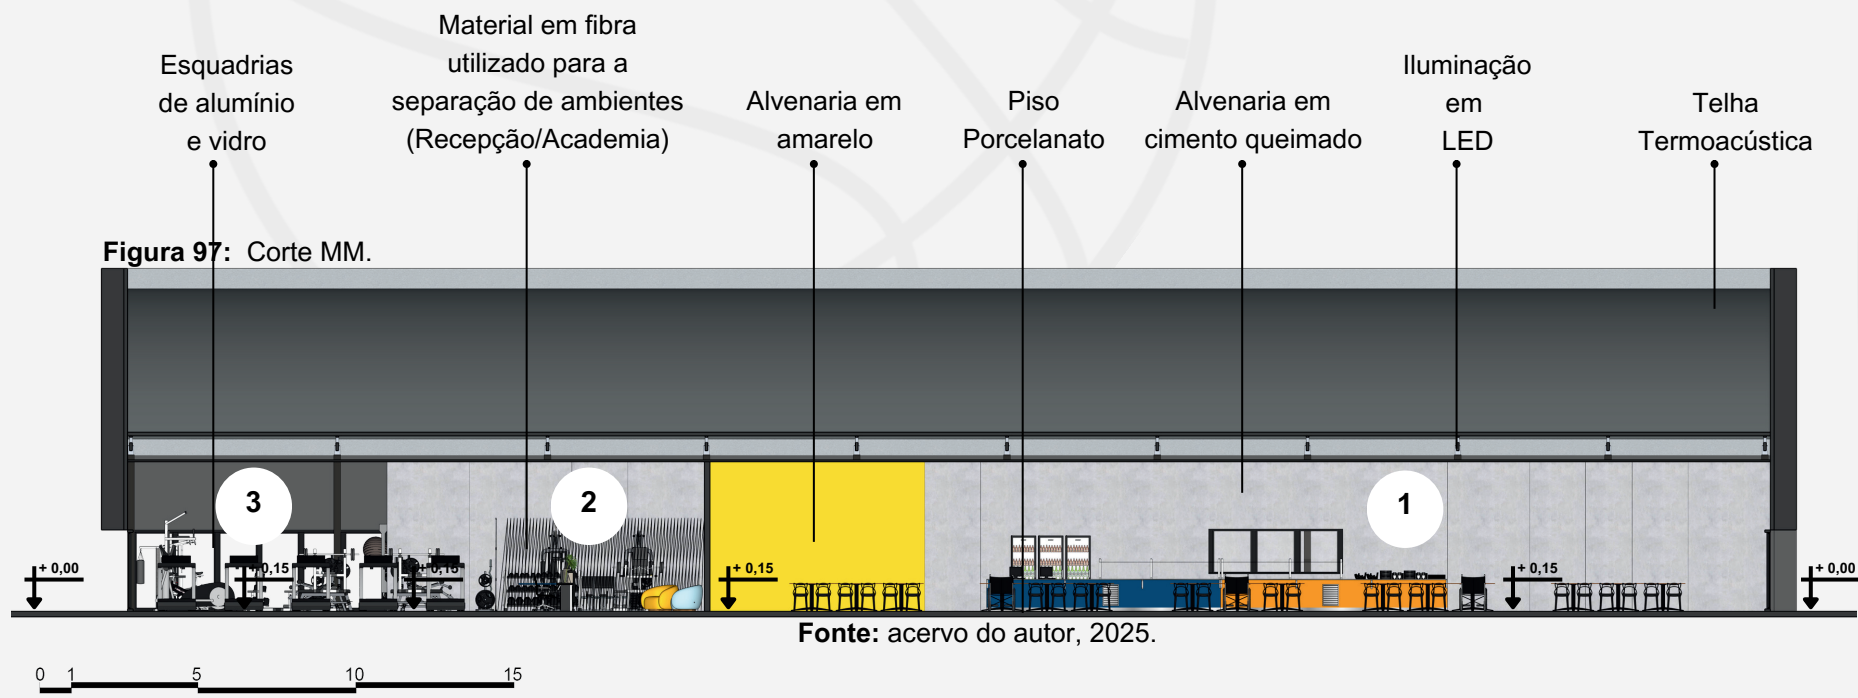 Esquadrias
de alumínio
e vidro
Material em fibra
utilizado para a
separação de ambientes
(Recepção/Academia)
Alvenaria em
amarelo
Piso
Porcelanato
Alvenaria em
cimento queimado
Iluminação
em
LED
Telha
Termoacústica
Figura 97: Corte MM.
3
2
1
+ 0,00
+ 0,15
+ 0,15
+ 0,15
+ 0,15
+ 0,00
Fonte: acervo do autor, 2025.
0 1 5 10 15